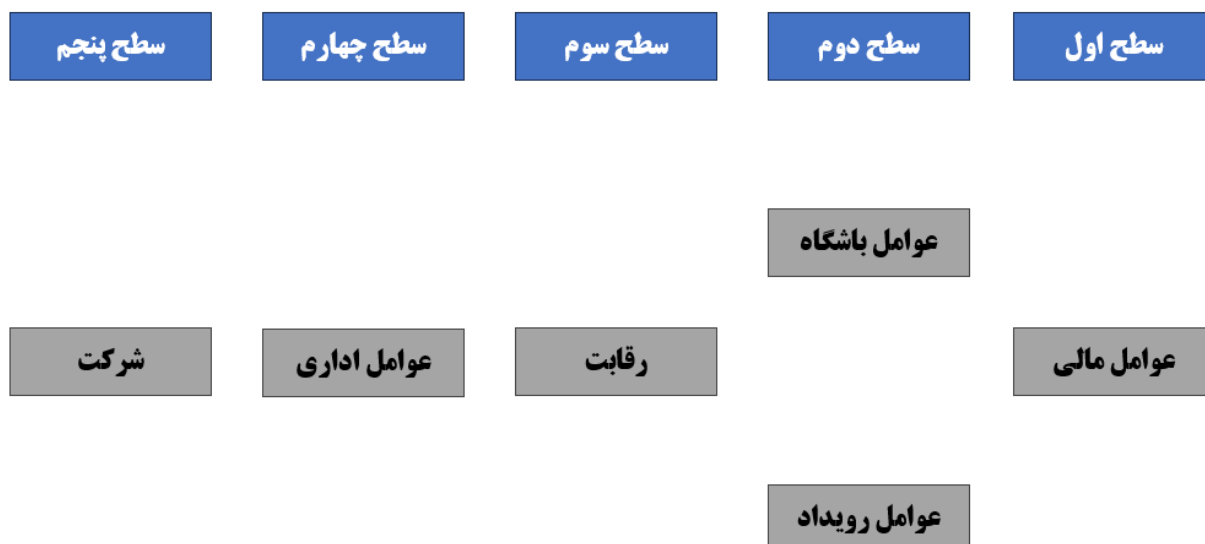 سطح اول
سطح دوم
سطح سوم
سطح چهارم
سطح پنجم
عوامل باشگاه
عوامل مالی
رقابت
عوامل اداری
شرکت
عوامل رویداد